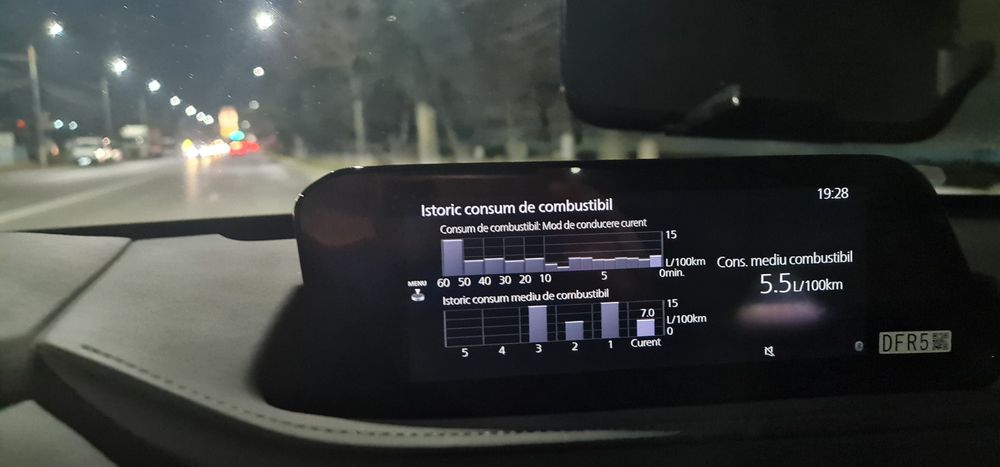 19:28
Istoric consum de combustibil
Consum de combustibil: Mod de conducere curent
15
L/100km
0min.
60 50 40 30 20 10 5
MENU
Cons. mediu combustibil
5.5L/100km
Istoric consum mediu de combustibil
15
7.0
L/100km
0
5 4 3 2 1 Curent
DFR5